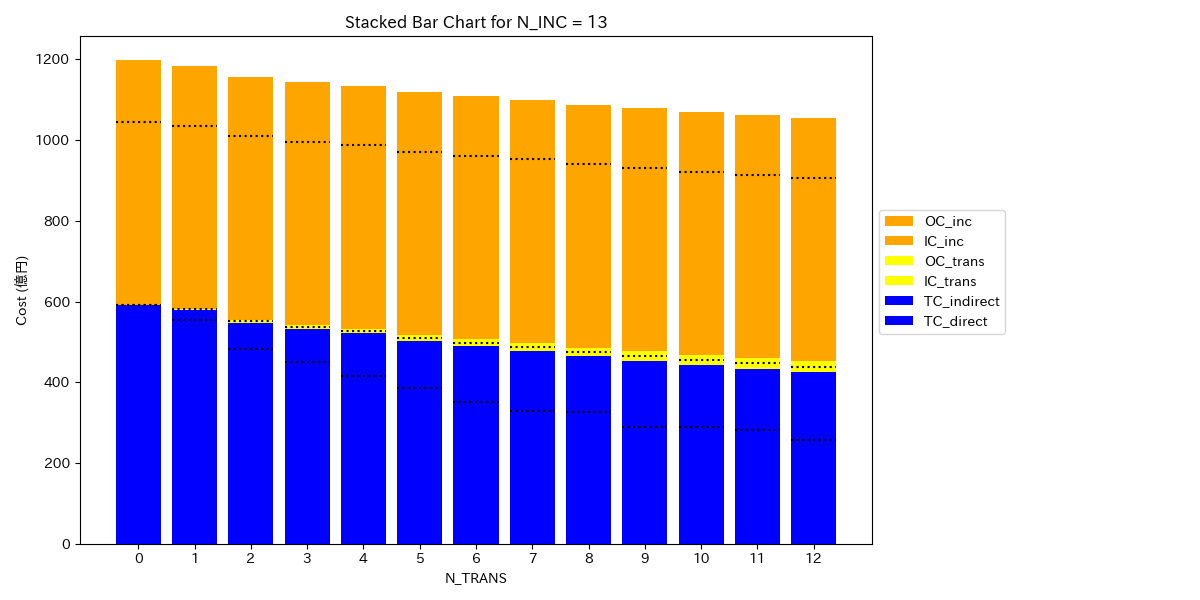 Stacked Bar Chart for N_INC = 13
Cost (億円)
1200
1000
800
600
400
200
0
0 1 2 3 4 5 6 7 8 9 10 11 12
N_TRANS
OC_inc
IC_inc
OC_trans
IC_trans
TC_indirect
TC_direct